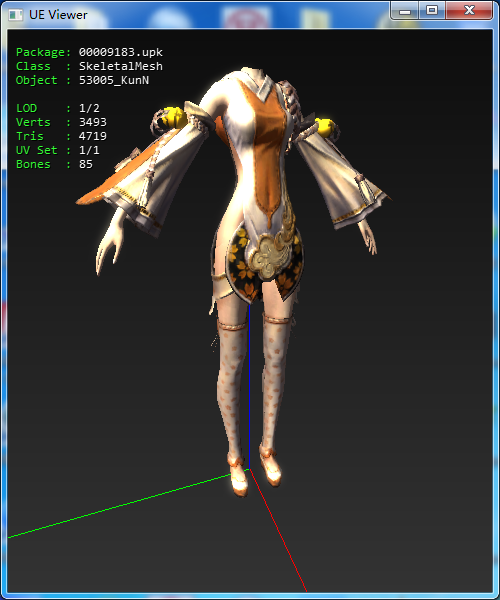 UE Viewer
Package: 00009183.upk
Class : SkeletalMesh
Object : 53005_KunN
LOD : 1/2
Verts : 3493
Tris : 4719
UV Set : 1/1
Bones : 85